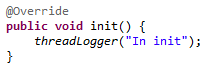 @Override
public void init() {
    threadLogger("In init");
}